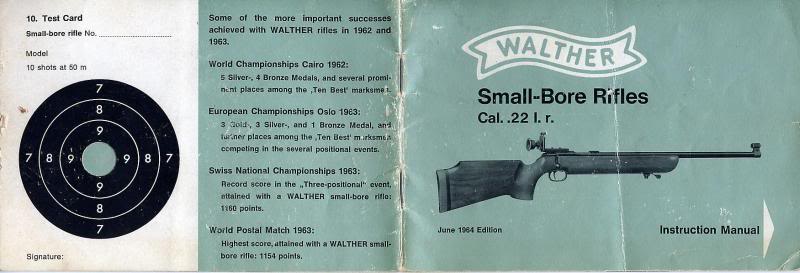 10. Test Card
Small-bore rifle No.
Model
10 shots at 50 m
7
8
9
7 8 9 9 8 7
9
8
7
Signature:
Some of the more important successes
achieved with WALTHER rifles in 1962 and
1963.
World Championships Cairo 1962:
5 Silver-, 4 Bronze Medals, and several promi-
nent places among the ‚Ten Best' marksmen.
European Championships Oslo 1963:
3 Gold-, 3 Silver-, and 1 Bronze Medal, and
further places among the ‚Ten Best' marksmen
competing in the several positional events.
Swiss National Championships 1963:
Record score in the „Three-positional" event,
attained with a WALTHER small-bore rifle:
1160 points.
World Postal Match 1963:
Highest score, attained with a WALTHER small-
bore rifle: 1154 points.
WALTHER
Small-Bore Rifles
Cal. .22 l. r.
June 1964 Edition
Instruction Manual